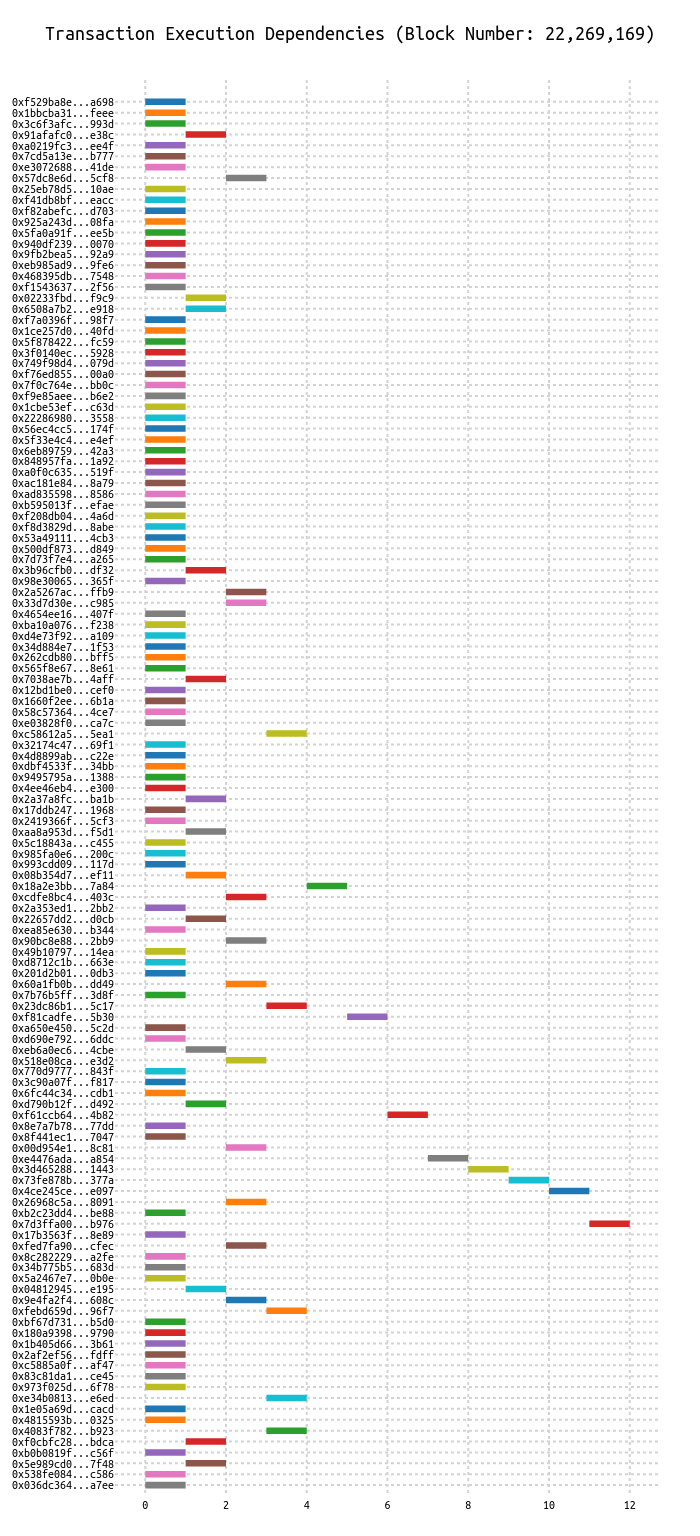 Transaction Execution Dependencies (Block Number: 22,269,169)
0xf529ba8e...a698
0x1bbcba31...feee
0x3c6f3afc...993d
0x91afafc0...e38c
0xa0219fc3...ee4f
0x7cd5a13e...b777
0xe3072688...41de
0x57dc8e6d...5cf8
0x25eb78d5...10ae
0xf41db8bf...eacc
0xf82abefc...d703
0x925a243d...08fa
0x5fa0a91f...ee5b
0x940df239...0070
0x9fb2bea5...92a9
0xeb985ad9...9fe6
0x468395db...7548
0xf1543637...2f56
0x02233fbd...f9c9
0x6508a7b2...e918
0xf7a0396f...98f7
0x1ce257d0...40fd
0x5f878422...fc59
0x3f0140ec...5928
0x749f98d4...079d
0xf76ed855...00a0
0x7f0c764e...bb0c
0xf9e85aee...b6e2
0x1cbe53ef...c63d
0x22286980...3558
0x56ec4cc5...174f
0x5f33e4c4...e4ef
0x6eb89759...42a3
0x848957fa...1a92
0xa0f0c635...519f
0xac181e84...8a79
0xad835598...8586
0xb595013f...efae
0xf208db04...4a6d
0xf8d3829d...8abe
0x53a49111...4cb3
0x500df873...d849
0x7d73f7e4...a265
0x3b96cfb0...df32
0x98e30065...365f
0x2a5267ac...ffb9
0x33d7d30e...c985
0x4654ee16...407f
0xba10a076...f238
0xd4e73f92...a109
0x34d884e7...1f53
0x262cdb80...bff5
0x565f8e67...8e61
0x7038ae7b...4aff
0x12bd1be0...cef0
0x1660f2ee...6b1a
0x58c57364...4ce7
0xe03828f0...ca7c
0xc58612a5...5ea1
0x32174c47...69f1
0x4d8899ab...c22e
0xdbf4533f...34bb
0x9495795a...1388
0x4ee46eb4...e300
0x2a37a8fc...ba1b
0x17ddb247...1968
0x2419366f...5cf3
0xaa8a953d...f5d1
0x5c18843a...c455
0x985fa0e6...200c
0x993cdd09...117d
0x08b354d7...ef11
0x18a2e3bb...7a84
0xcdfe8bc4...403c
0x2a353ed1...2bb2
0x22657dd2...d0cb
0xea85e630...b344
0x90bc8e88...2bb9
0x49b10797...14ea
0xd8712c1b...663e
0x201d2b01...0db3
0x60a1fb0b...dd49
0x7b76b5ff...3d8f
0x23dc86b1...5c17
0xf81cadfe...5b30
0xa650e450...5c2d
0xd690e792...6ddc
0xeb6a0ec6...4cbe
0x518e08ca...e3d2
0x770d9777...843f
0x3c90a07f...f817
0x6fc44c34...cdb1
0xd790b12f...d492
0xf61ccb64...4b82
0x8e7a7b78...77dd
0x8f441ec1...7047
0x00d954e1...8c81
0xe4476ada...a854
0x3d465288...1443
0x73fe878b...377a
0x4ce245ce...e097
0x26968c5a...8091
0xb2c23dd4...be88
0x7d3ffa00...b976
0x17b3563f...8e89
0xfed7fa90...cfec
0x8c282229...a2fe
0x34b775b5...683d
0x5a2467e7...0b0e
0x04812945...e195
0x9e4fa2f4...608c
0xfebd659d...96f7
0xbf67d731...b5d0
0x180a9398...9790
0x1b405d66...3b61
0x2af2ef56...fdff
0xc5885a0f...af47
0x83c81da1...ce45
0x973f025d...6f78
0xe34b0813...e6ed
0x1e05a69d...cacd
0x4815593b...0325
0x4083f782...b923
0xf0cbfc28...bdca
0xb0b0819f...c56f
0x5e989cd0...7f48
0x538fe084...c586
0x036dc364...a7ee
0 2 4 6 8 10 12